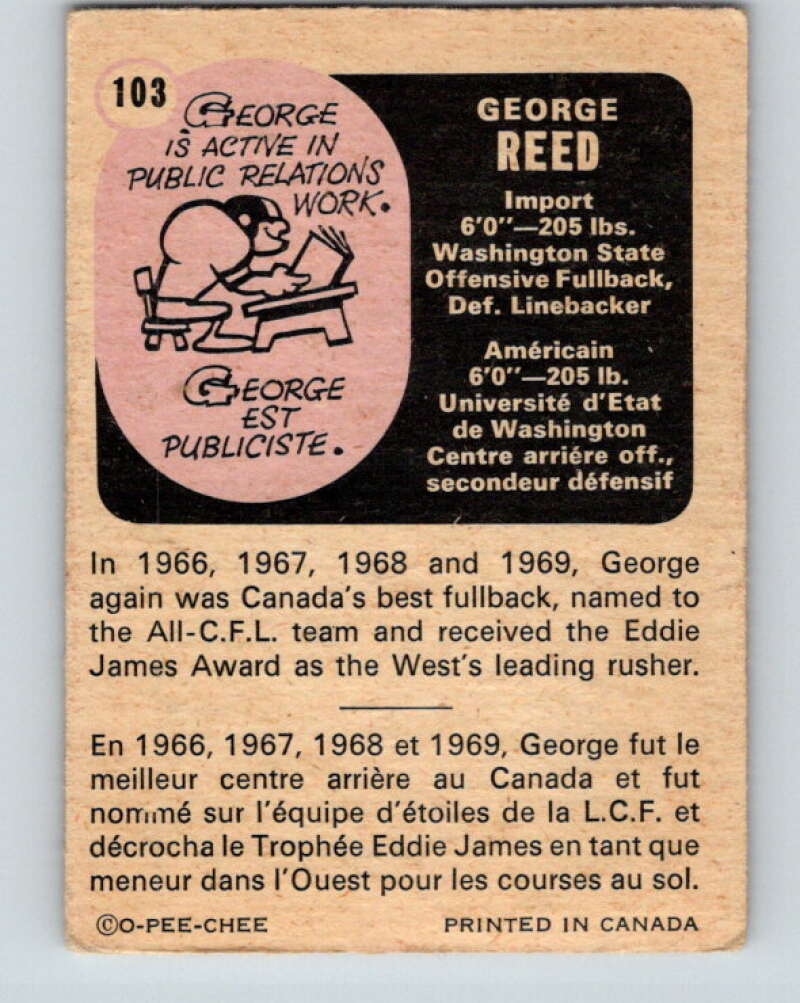 103
GEORGE
IS ACTIVE IN
PUBLIC RELATIONS
WORK.
GEORGE
EST
PUBLICISTE.
GEORGE
REED
Import
6'0"—205 lbs.
Washington State
Offensive Fullback,
Def. Linebacker
Américain
6'0"—205 lb.
Université d'Etat
de Washington
Centre arriére off.,
secondeur défensif
In 1966, 1967, 1968 and 1969, George
again was Canada's best fullback, named to
the All-C.F.L. team and received the Eddie
James Award as the West's leading rusher.
En 1966, 1967, 1968 et 1969, George fut le
meilleur centre arrière au Canada et fut
nommé sur l'équipe d'étoiles de la L.C.F. et
décrocha le Trophée Eddie James en tant que
meneur dans l'Ouest pour les courses au sol.
©O-PEE-CHEE PRINTED IN CANADA